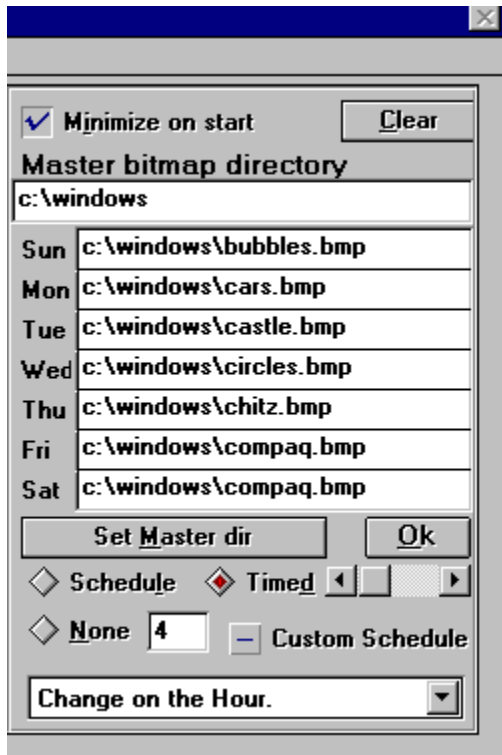 Minimize on start Clear
Master bitmap directory
c:\windows
Sun c:\windows\bubbles.bmp
Mon c:\windows\cars.bmp
Tue c:\windows\castle.bmp
Wed c:\windows\circles.bmp
Thu c:\windows\chitz.bmp
Fri c:\windows\compaq.bmp
Sat c:\windows\compaq.bmp
Set Master dir Ok
Schedule Timed
None 4 Custom Schedule
Change on the Hour.